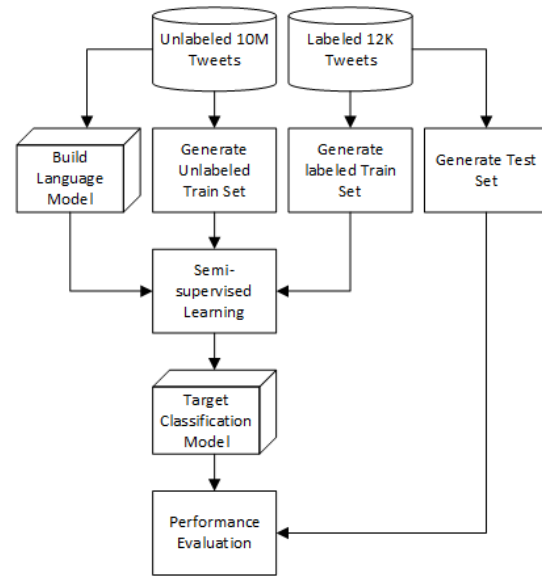 Unlabeled 10M
Tweets
Labeled 12K
Tweets
Build
Language
Model
Generate
Unlabeled
Train Set
Generate
labeled Train
Set
Generate Test
Set
Semi-
supervised
Learning
Target
Classification
Model
Performance
Evaluation